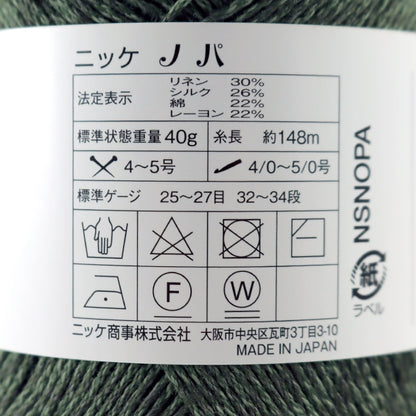 ニッケ ノパ
法定表示
リネン 30%
シルク 26%
綿 22%
レーヨン 22%
標準状態重量40g 糸長 約148m
4~5号 4/0~5/0号
標準ゲージ 25~27目 32~34段
F W
ニッケ商事株式会社 大阪市中央区瓦町3丁目3-10
MADE IN JAPAN
NSNOPA
紙
ラベル